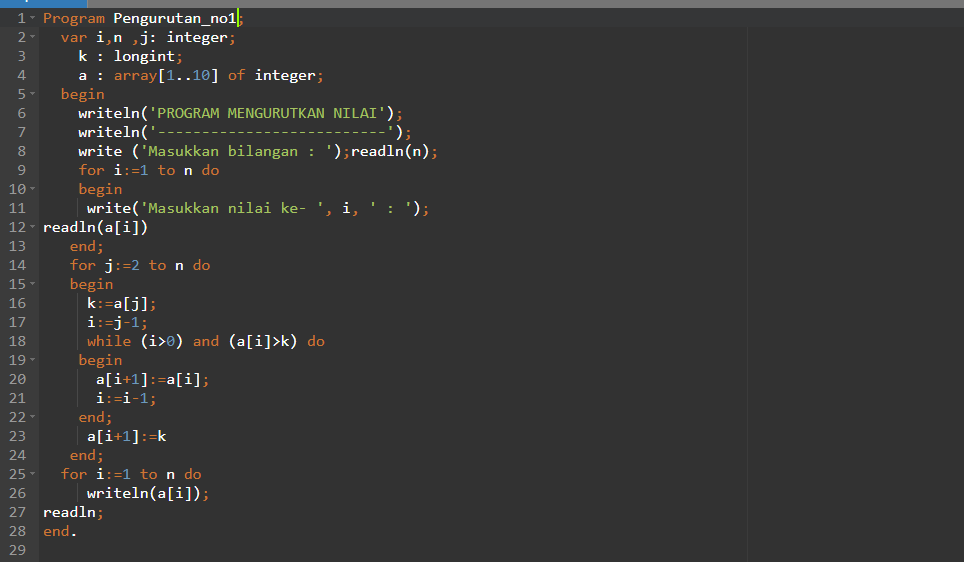 1 Program Pengurutan_no1;
2 var i,n ,j: integer;
3 k : longint;
4 a : array[1..10] of integer;
5 begin
6 writeln('PROGRAM MENGURUTKAN NILAI');
7 writeln('--------------------------');
8 write ('Masukkan bilangan : ');readln(n);
9 for i:=1 to n do
10 begin
11 write('Masukkan nilai ke- ', i, ' : ');
12 readln(a[i])
13 end;
14 for j:=2 to n do
15 begin
16 k:=a[j];
17 i:=j-1;
18 while (i>0) and (a[i]>k) do
19 begin
20 a[i+1]:=a[i];
21 i:=i-1;
22 end;
23 a[i+1]:=k
24 end;
25 for i:=1 to n do
26 writeln(a[i]);
27 readln;
28 end.
29